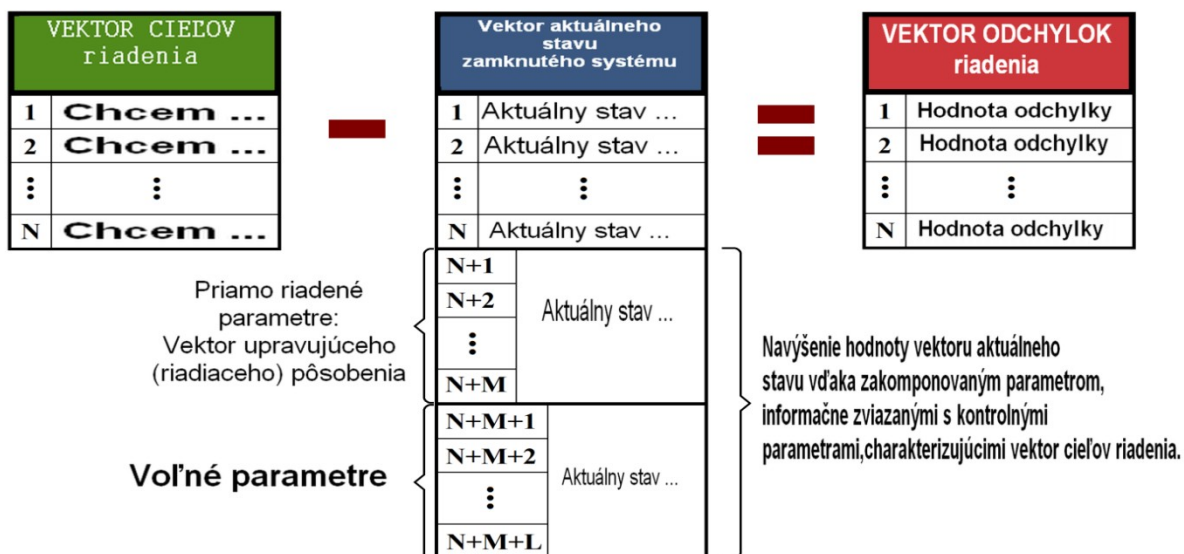 VEKTOR CIEĽOV
riadenia
1 Chcem ...
2 Chcem ...
⋮ ⋮
N Chcem ...
Vektor aktuálneho
stavu
zamknutého systému
1 Aktuálny stav ...
2 Aktuálny stav ...
⋮ ⋮
N Aktuálny stav ...
N+1
N+2
⋮
N+M
Aktuálny stav ...
N+M+1
N+M+2
⋮
N+M+L
Aktuálny stav ...
VEKTOR ODCHYLOK
riadenia
1 Hodnota odchylky
2 Hodnota odchylky
⋮ ⋮
N Hodnota odchylky
Priamo riadené
parametre:
Vektor upravujúceho
(riadiaceho) pôsobenia
Voľné parametre
Navýšenie hodnoty vektoru aktuálneho
stavu vďaka zakomponovaným parametrom,
informačne zviazanými s kontrolnými
parametrami,charakterizujúcimi vektor cieľov riadenia.